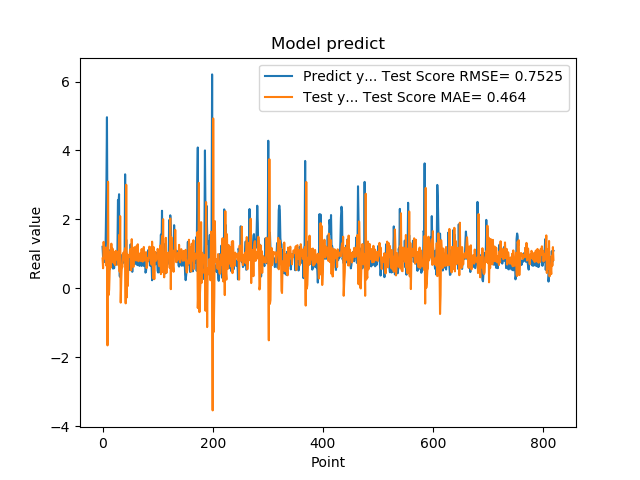 Model predict
Predict y... Test Score RMSE= 0.7525
Test y... Test Score MAE= 0.464
Real value
6
4
2
0
−2
−4
0 200 400 600 800
Point